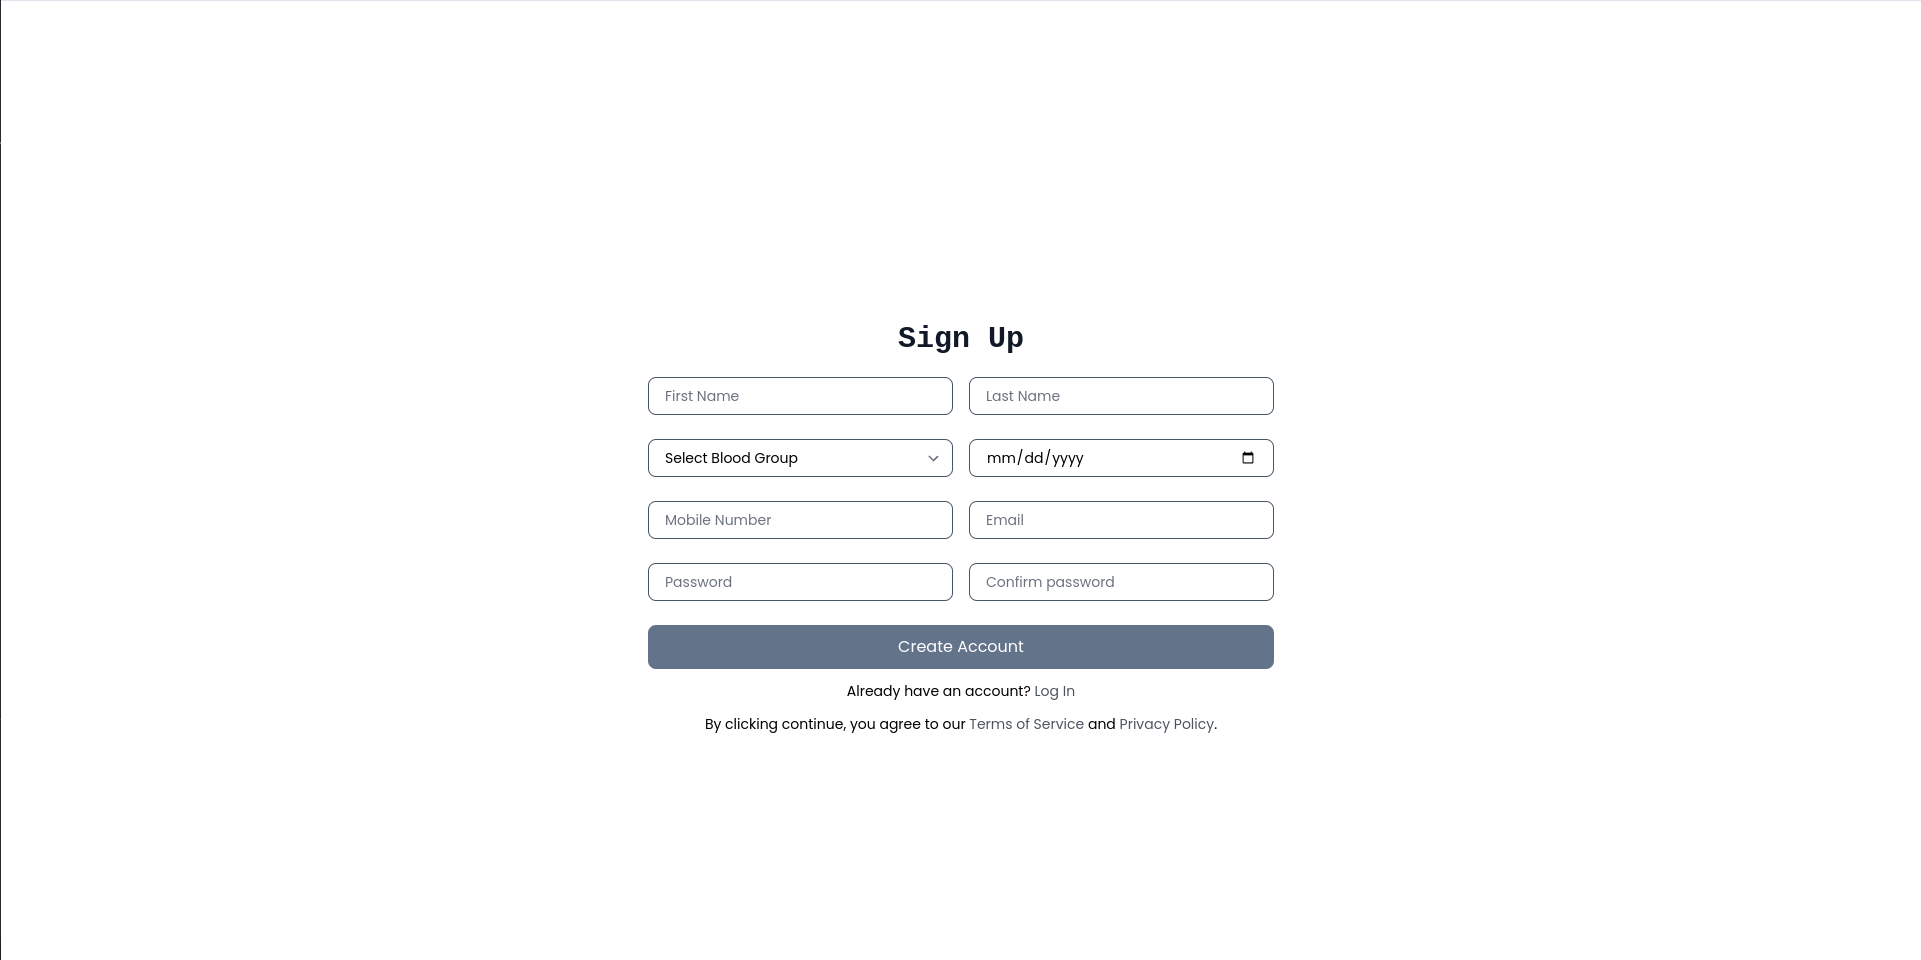 Sign Up
First Name
Last Name
Select Blood Group
mm/dd/yyyy
Mobile Number
Email
Password
Confirm password
Create Account
Already have an account? Log In
By clicking continue, you agree to our Terms of Service and Privacy Policy.